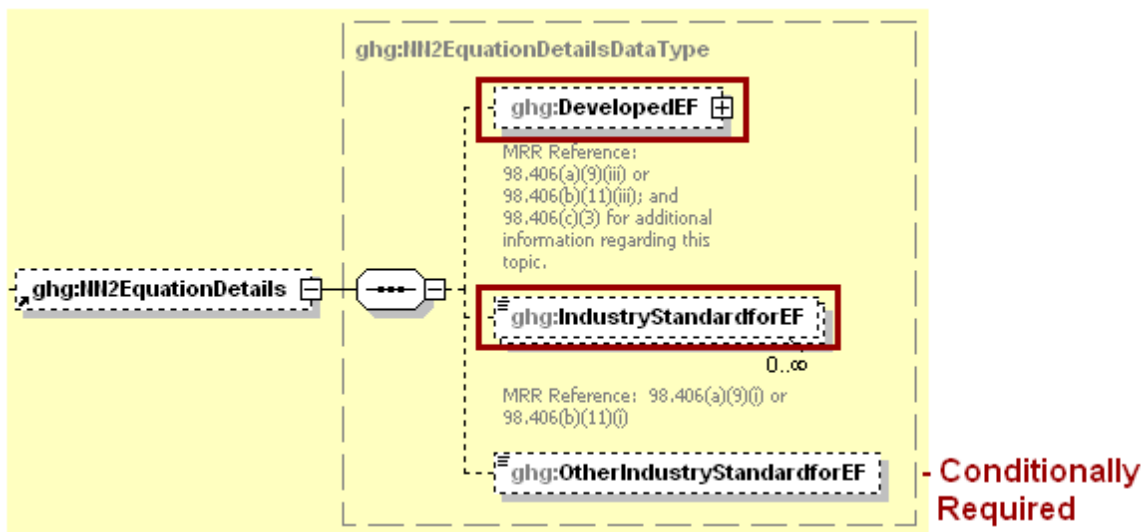 ghg:NN2EquationDetailsDataType
ghg:DevelopedEF
MRR Reference:
98.406(a)(9)(iii) or
98.406(b)(11)(iii); and
98.406(c)(3) for additional
information regarding this
topic.
ghg:NN2EquationDetails
ghg:IndustryStandardforEF
0..∞
MRR Reference: 98.406(a)(9)(i) or
98.406(b)(11)(i)
ghg:OtherIndustryStandardforEF
- Conditionally
Required